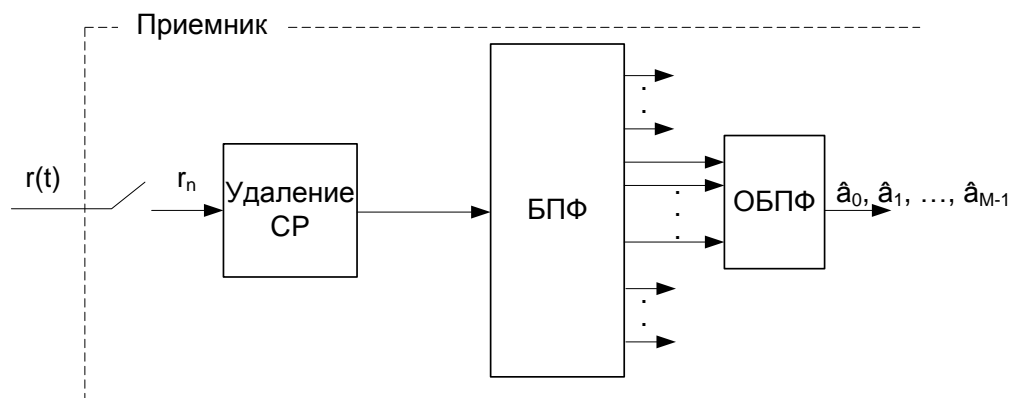 Приемник
r(t)
rₙ
Удаление
CP
БПФ
ОБПФ
â₀, â₁, …, âM-1